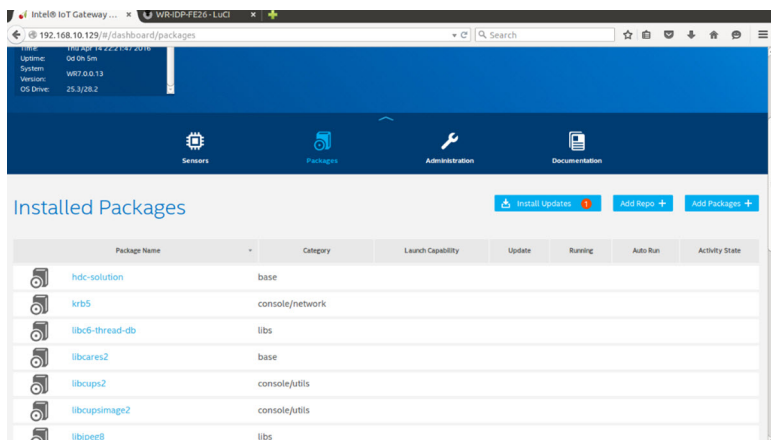 Intel® IoT Gateway ... ×
WR-IDP-FE26 - LuCI ×
192.168.10.129/#/dashboard/packages
Search
Time: Thu Apr 14 22:21:47 2016
Uptime: 0d 0h 5m
System Version: WR7.0.0.13
OS Drive: 25.3/28.2
Sensors
Packages
Administration
Documentation
Installed Packages
Install Updates 1
Add Repo +
Add Packages +
Package Name Category Launch Capability Update Running Auto Run Activity State
hdc-solution base
krb5 console/network
libc6-thread-db libs
libcares2 base
libcups2 console/utils
libcupsimage2 console/utils
libjpeg8 libs